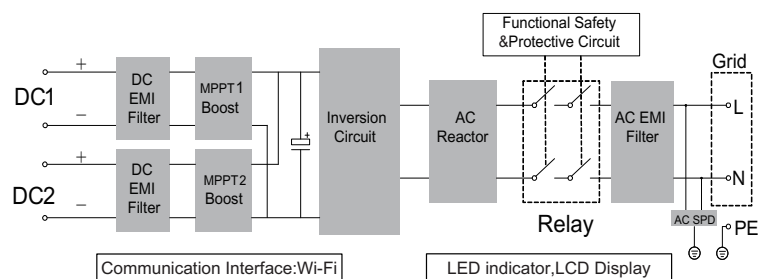 Functional Safety
&Protective Circuit
Grid
DC1
+
−
DC
EMI
Filter
MPPT1
Boost
+
Inversion
Circuit
AC
Reactor
AC EMI
Filter
L
DC2
+
−
DC
EMI
Filter
MPPT2
Boost
N
Relay
AC SPD
PE
Communication Interface:Wi-Fi
LED indicator,LCD Display